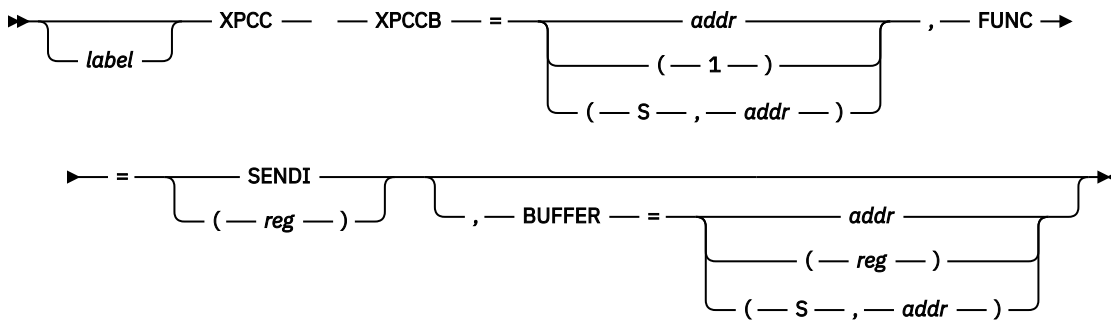 XPCC XPCCB = addr , FUNC
label
( 1 )
( S , addr )
= SENDI
( reg )
, BUFFER = addr
( reg )
( S , addr )